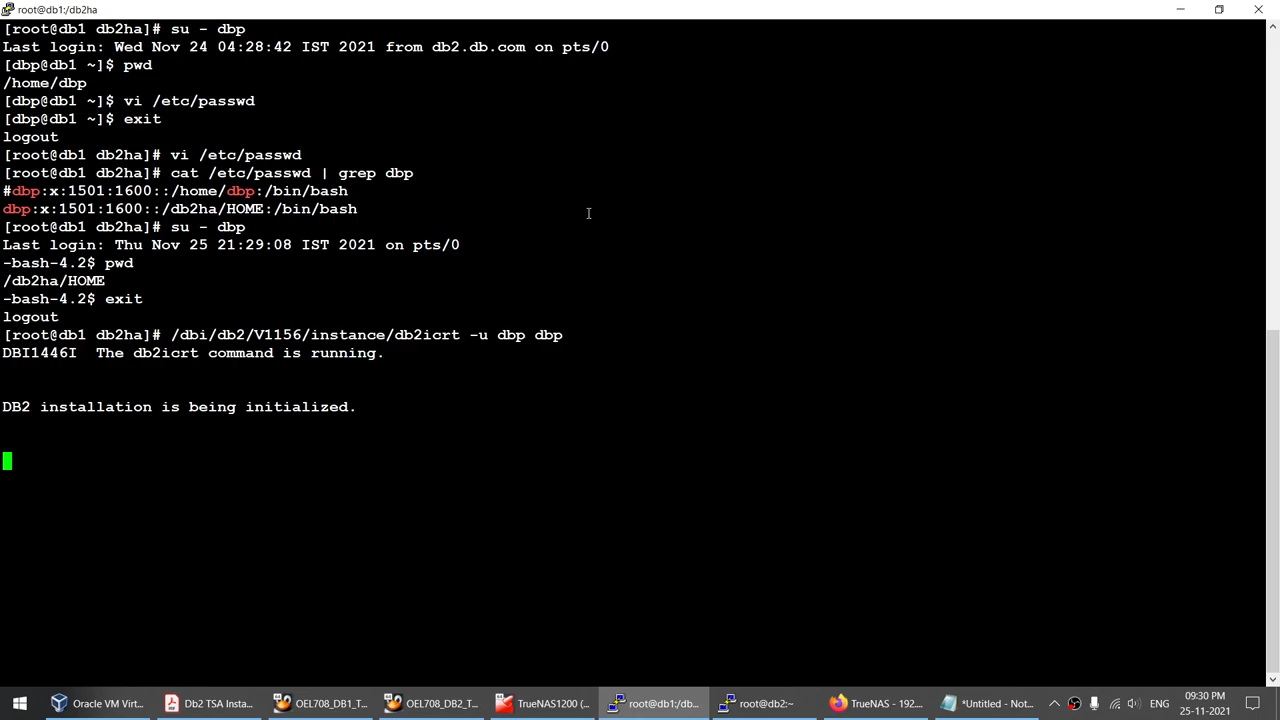 root@db1:/db2ha
[root@db1 db2ha]# su - dbp
Last login: Wed Nov 24 04:28:42 IST 2021 from db2.db.com on pts/0
[dbp@db1 ~]$ pwd
/home/dbp
[dbp@db1 ~]$ vi /etc/passwd
[dbp@db1 ~]$ exit
logout
[root@db1 db2ha]# vi /etc/passwd
[root@db1 db2ha]# cat /etc/passwd | grep dbp
#dbp:x:1501:1600::/home/dbp:/bin/bash
dbp:x:1501:1600::/db2ha/HOME:/bin/bash
[root@db1 db2ha]# su - dbp
Last login: Thu Nov 25 21:29:08 IST 2021 on pts/0
-bash-4.2$ pwd
/db2ha/HOME
-bash-4.2$ exit
logout
[root@db1 db2ha]# /dbi/db2/V1156/instance/db2icrt -u dbp dbp
DBI1446I  The db2icrt command is running.
DB2 installation is being initialized.
Oracle VM Virt...
Db2 TSA Insta...
OEL708_DB1_T...
OEL708_DB2_T...
TrueNAS1200 (...
root@db1:/db...
root@db2:~
TrueNAS - 192...
*Untitled - Not...
ENG
09:30 PM
25-11-2021